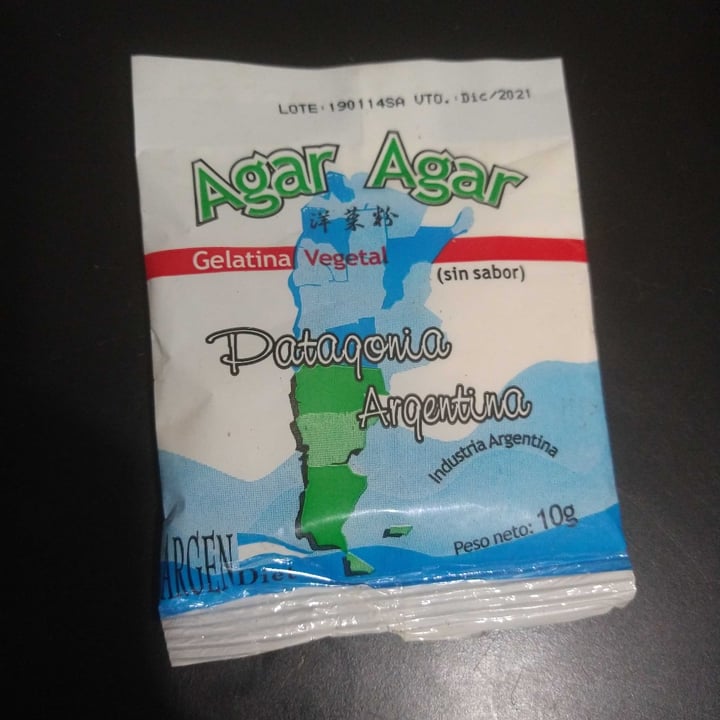 LOTE: 190114SA VTO.: Dic/2021
Agar Agar
洋菜粉
Gelatina Vegetal
(sin sabor)
Patagonia
Argentina
Industria Argentina
Peso neto: 10g
ARGEN
Diet